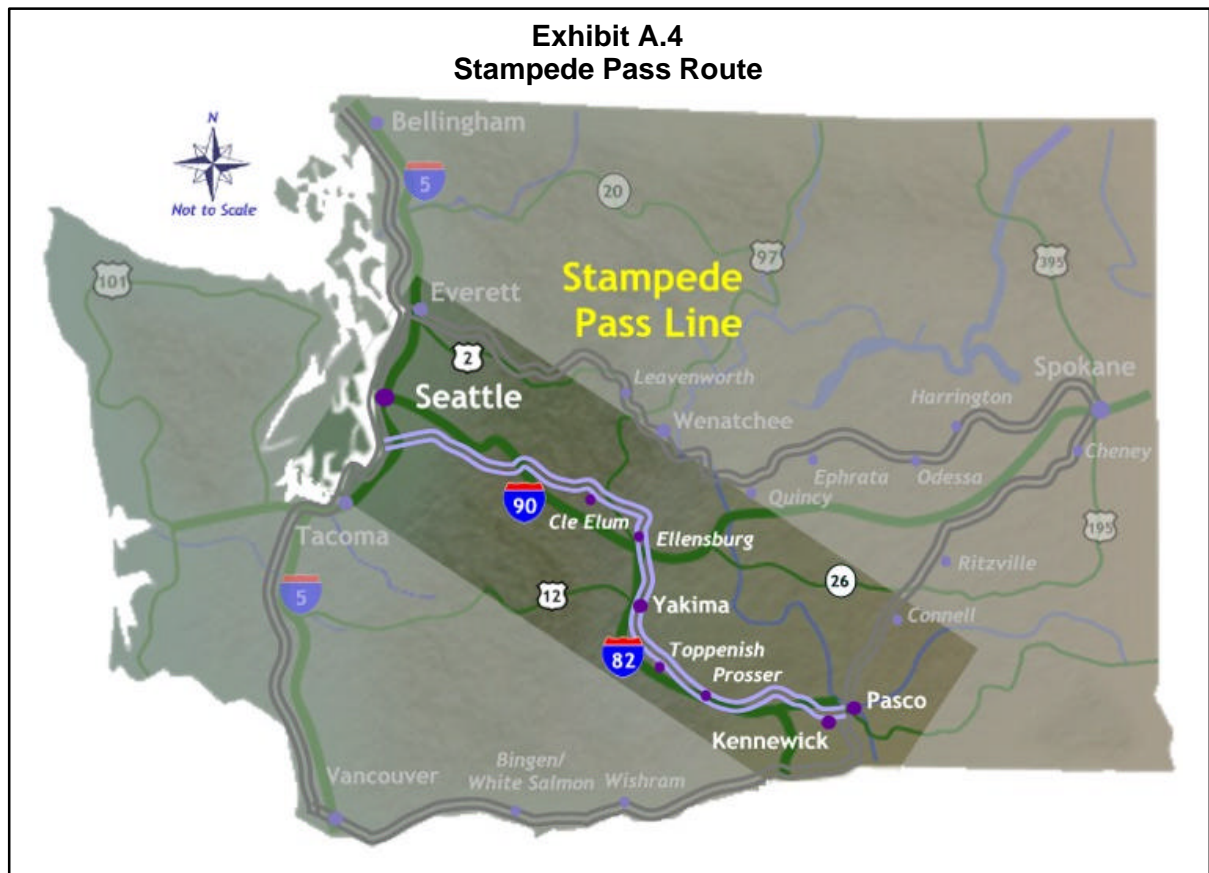 Exhibit A.4
Stampede Pass Route
N
Not to Scale
Bellingham
5
20
97
395
101
Stampede
Pass Line
Everett
2
Leavenworth
Harrington
Spokane
Seattle
Wenatchee
Cheney
Ephrata
Odessa
Quincy
90
Cle Elum
Tacoma
Ellensburg
195
Ritzville
5
12
26
Yakima
Connell
82
Toppenish
Prosser
Pasco
Kennewick
Vancouver
Bingen/
White Salmon
Wishram